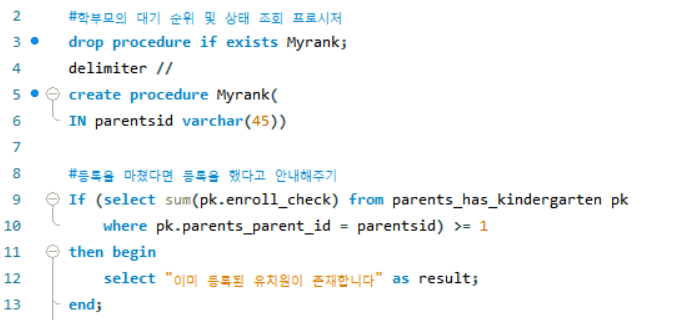 2 #학부모의 대기 순위 및 상태 조회 프로시저
3 drop procedure if exists Myrank;
4 delimiter //
5 create procedure Myrank(
6 IN parentsid varchar(45))
7
8 #등록을 마쳤다면 등록을 했다고 안내해주기
9 If (select sum(pk.enroll_check) from parents_has_kindergarten pk
10 where pk.parents_parent_id = parentsid) >= 1
11 then begin
12 select "이미 등록된 유치원이 존재합니다" as result;
13 end;